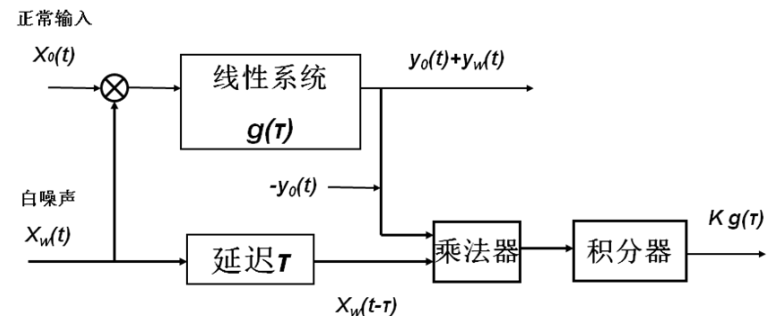 正常输入
X₀(t)
线性系统
g(τ)
y₀(t)+yw(t)
-y₀(t)
白噪声
Xw(t)
延迟τ
Xw(t-τ)
乘法器
积分器
K g(τ)